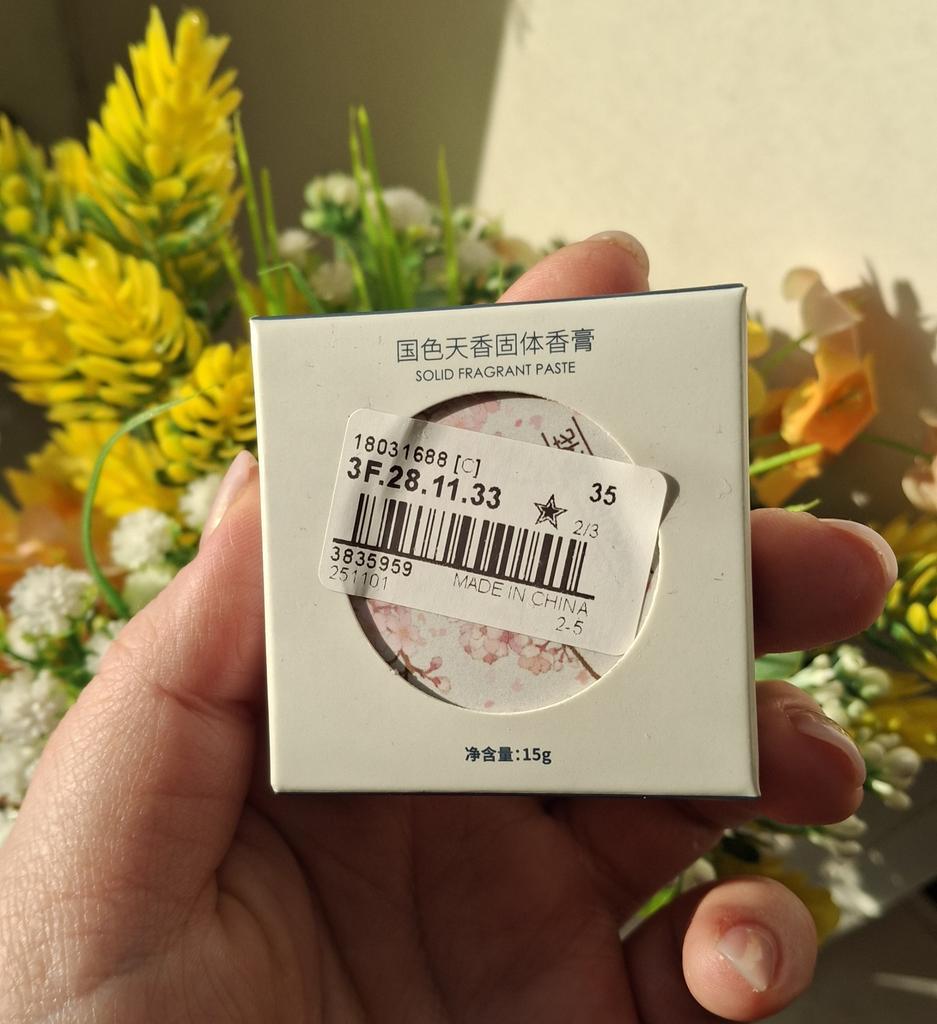 国色天香固体香膏
SOLID FRAGRANT PASTE
18031688 [C]
3F.28.11.33
35
2/3
3835959
251101
MADE IN CHINA
2-5
净含量:15g